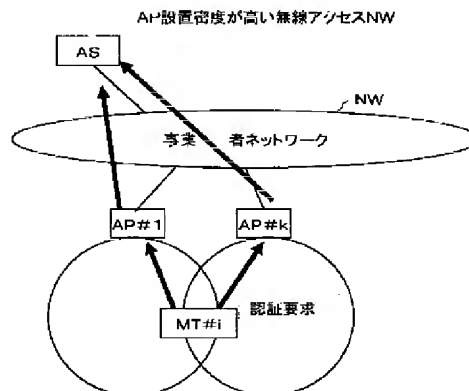 AP設置密度が高い無線アクセスNW
AS
NW
事業者ネットワーク
AP#1
AP#k
MT#i
認証要求